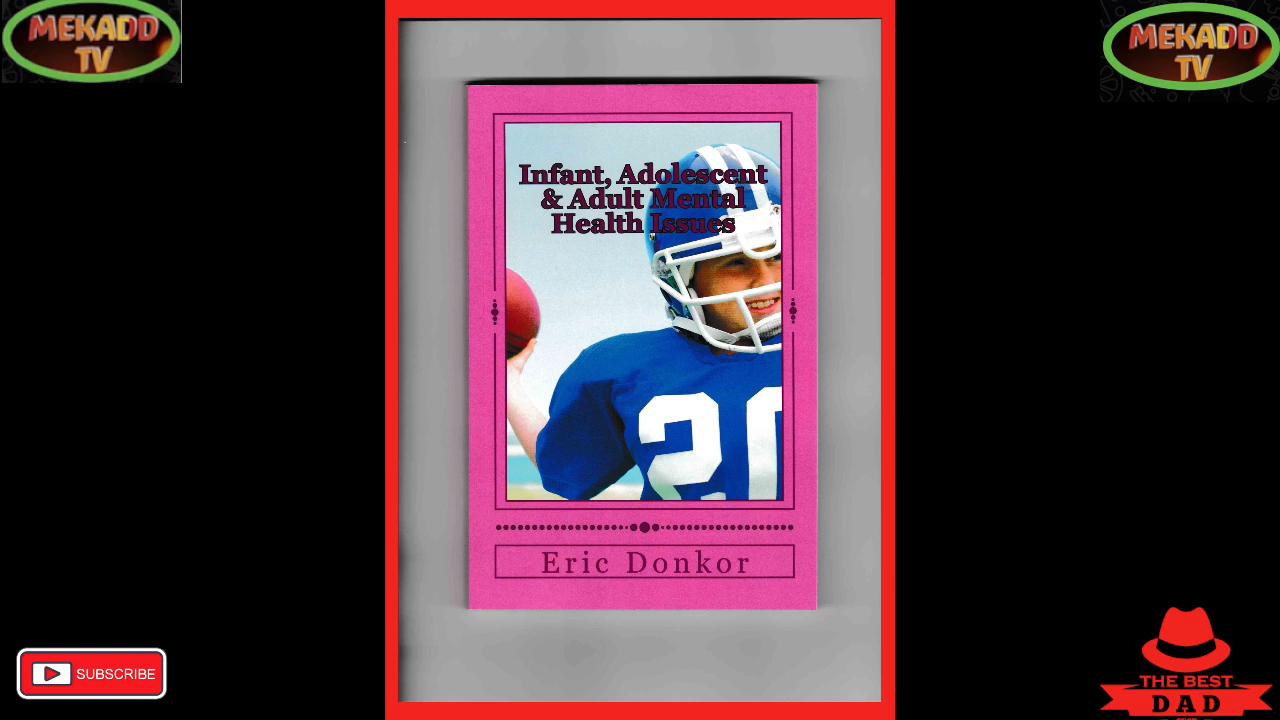 MEKADD
TV
MEKADD
TV
Infant, Adolescent
& Adult Mental
Health Issues
20
Eric Donkor
SUBSCRIBE
THE BEST
DAD